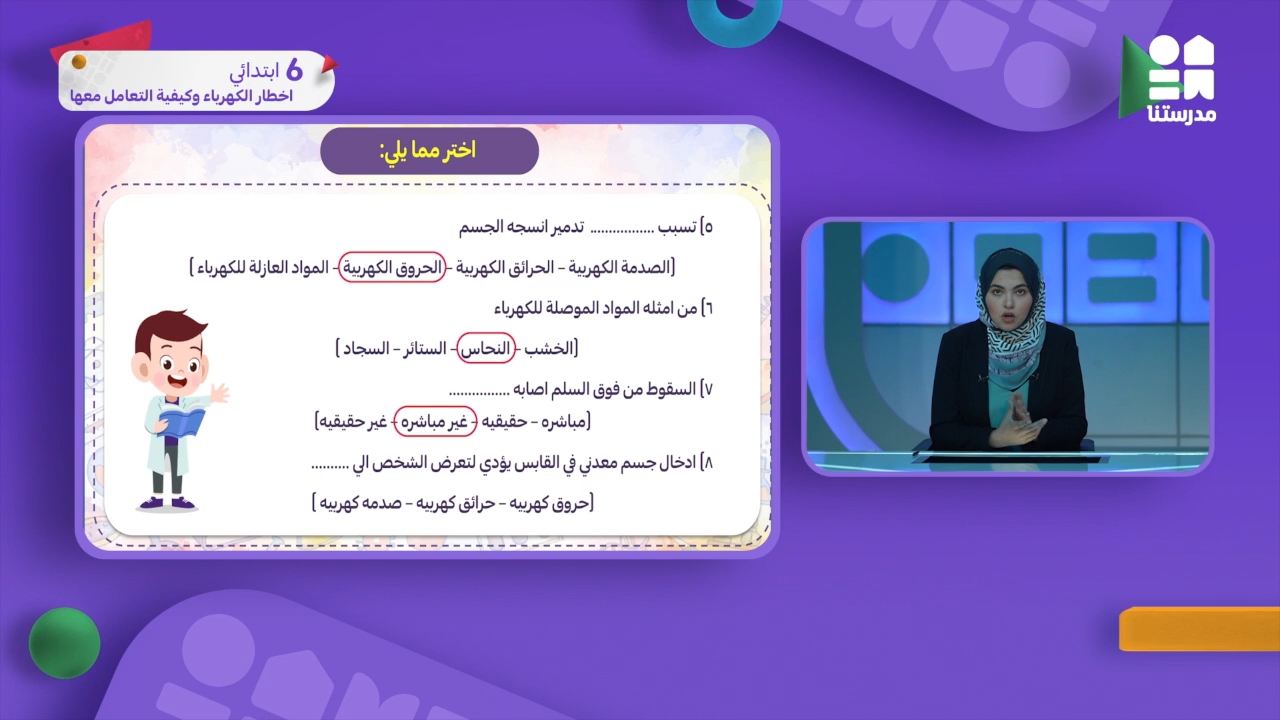 6 ابتدائي
اخطار الكهرباء وكيفية التعامل معها
مدرستنا
اختر مما يلي:
٥) تسبب ................. تدمير انسجه الجسم
(الصدمة الكهربية - الحرائق الكهربية - الحروق الكهربية - المواد العازلة للكهرباء )
٦) من امثله المواد الموصلة للكهرباء
(الخشب - النحاس - الستائر - السجاد )
٧) السقوط من فوق السلم اصابه ................
(مباشره - حقيقيه - غير مباشره - غير حقيقيه)
٨) ادخال جسم معدني في القابس يؤدي لتعرض الشخص الي ..........
(حروق كهربيه - حرائق كهربيه - صدمه كهربيه )